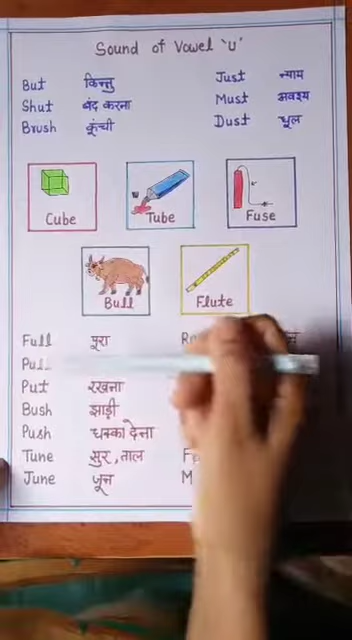 Sound of Vowel 'U'
But किन्तु Just न्याय
Shut बंद करना Must अवश्य
Brush कूंची Dust धूल
Cube Tube Fuse
Bull Flute
Full पूरा
Put रखना
Bush झाड़ी
Push धक्का देना
Tune सुर, ताल
June जून